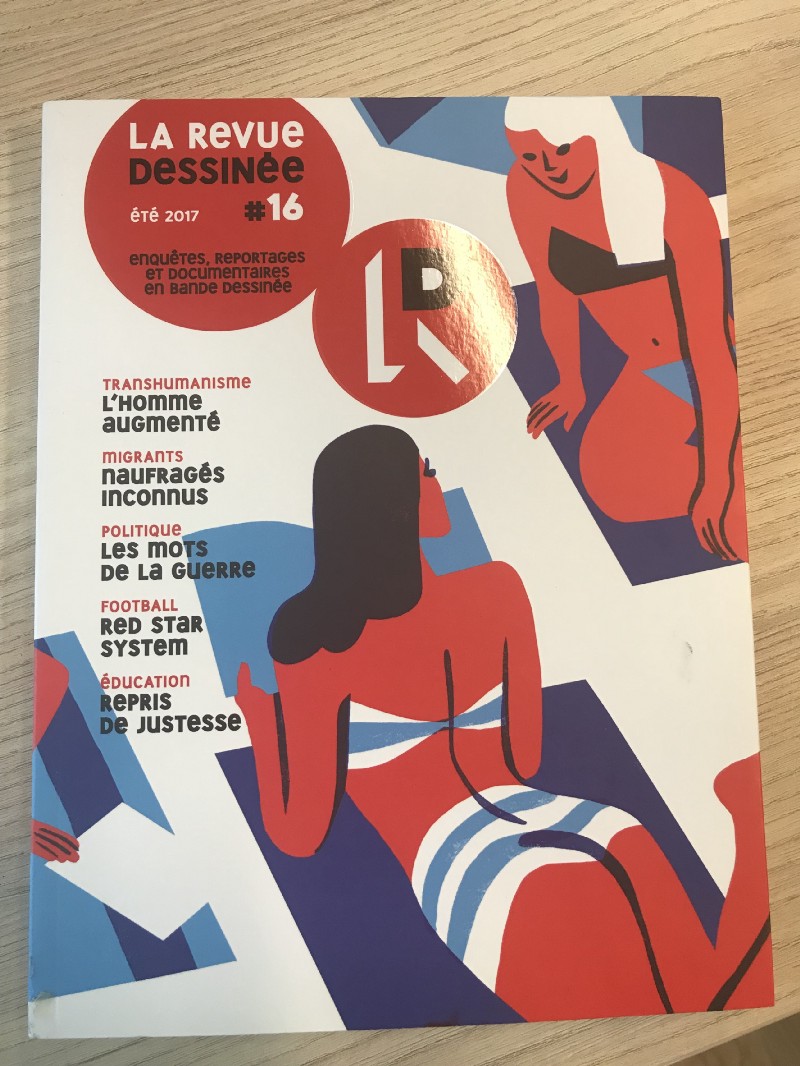 LA REVUE
DESSINÉE
ÉTÉ 2017 #16
ENQUÊTES, REPORTAGES
ET DOCUMENTAIRES
EN BANDE DESSINÉE
TRANSHUMANISME
L'HOMME
AUGMENTÉ
MIGRANTS
NAUFRAGÉS
INCONNUS
POLITIQUE
LES MOTS
DE LA GUERRE
FOOTBALL
RED STAR
SYSTEM
ÉDUCATION
REPRIS
DE JUSTESSE